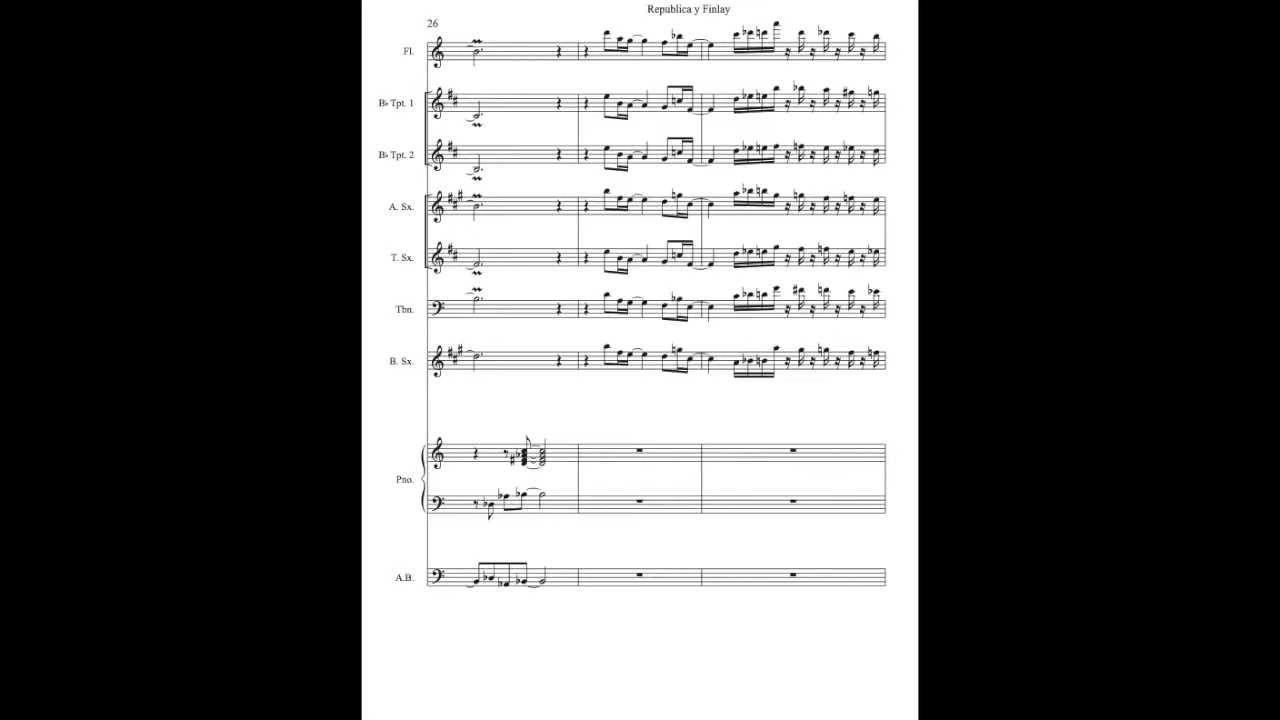 Republica y Finlay
26
Fl.
B♭ Tpt. 1
B♭ Tpt. 2
A. Sx.
T. Sx.
Tbn.
B. Sx.
Pno.
A.B.